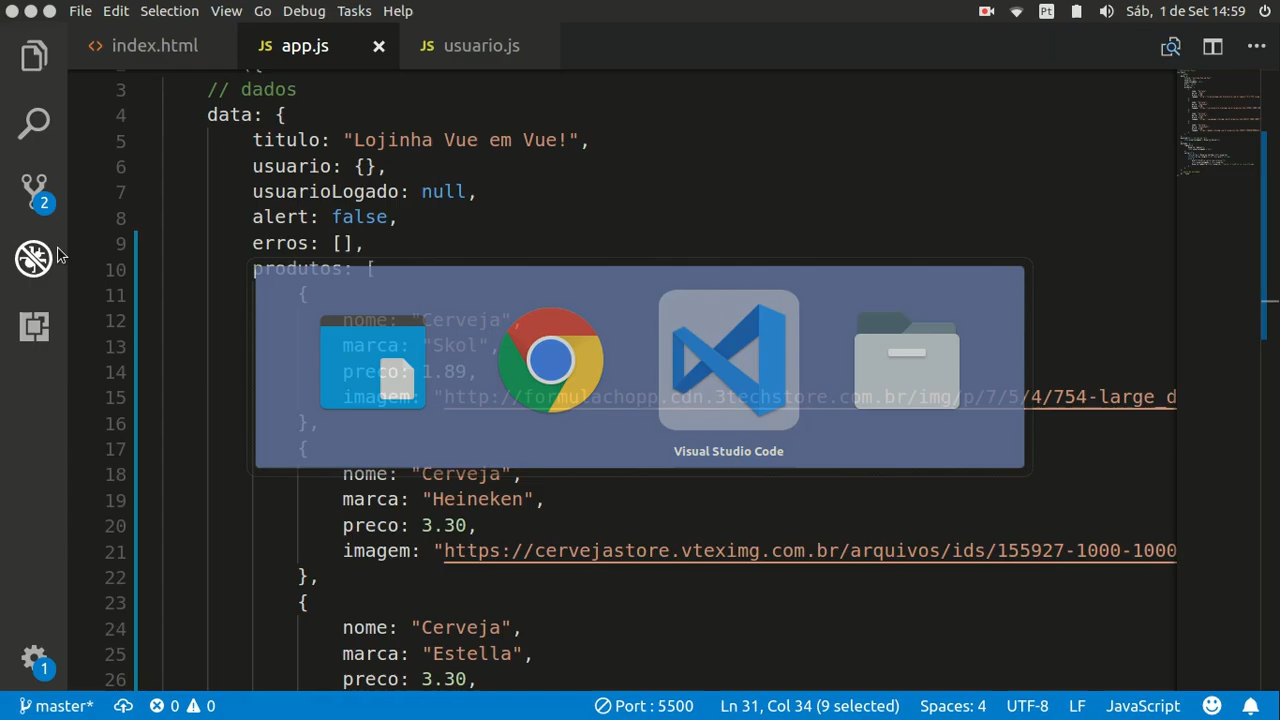 File Edit Selection View Go Debug Tasks Help
Pt Sáb, 1 de Set 14:59
<> index.html JS app.js × JS usuario.js
3 // dados
4 data: {
5 titulo: "Lojinha Vue em Vue!",
6 usuario: {},
7 usuarioLogado: null,
8 alert: false,
9 erros: [],
10 produtos: [
11 {
12 nome: "Cerveja"
13 marca: "Skol",
14 preco: 1.89,
15 imagem: "http://formulachopp.cdn.3techstore.com.br/img/p/7/5/4/754-large_d
16 },
17 {
18 nome: "Cerveja",
19 marca: "Heineken",
20 preco: 3.30,
21 imagem: "https://cervejastore.vteximg.com.br/arquivos/ids/155927-1000-1000
22 },
23 {
24 nome: "Cerveja",
25 marca: "Estella",
26 preco: 3.30,
Visual Studio Code
2
1
master* 0 0 Port : 5500 Ln 31, Col 34 (9 selected) Spaces: 4 UTF-8 LF JavaScript